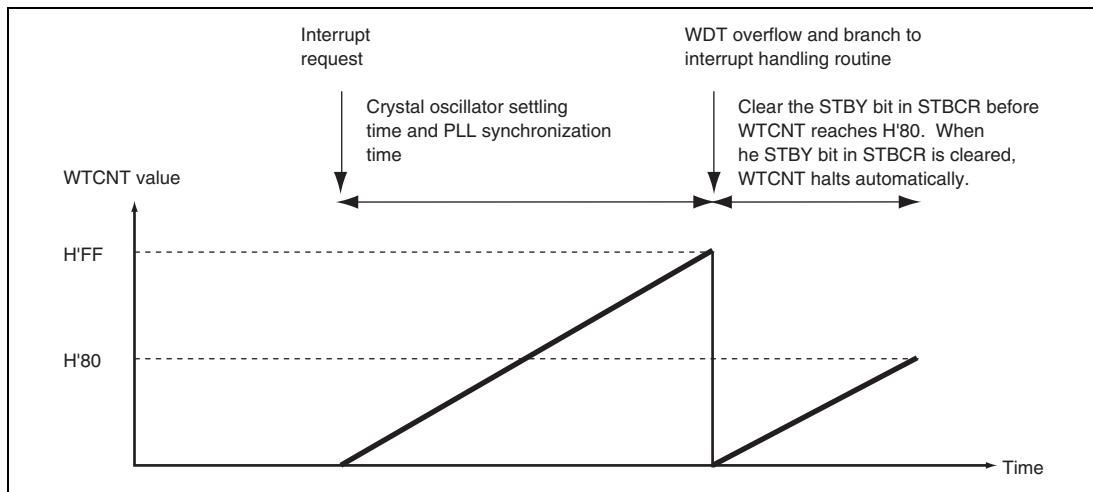 Interrupt
request
WDT overflow and branch to
interrupt handling routine
Crystal oscillator settling
time and PLL synchronization
time
Clear the STBY bit in STBCR before
WTCNT reaches H'80.  When
he STBY bit in STBCR is cleared,
WTCNT halts automatically.
WTCNT value
H'FF
H'80
Time